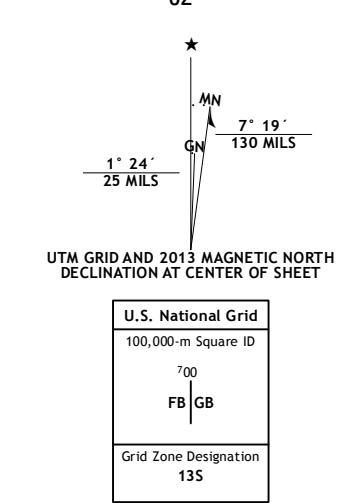 ★
MN
GN
7° 19´
130 MILS
1° 24´
25 MILS
UTM GRID AND 2013 MAGNETIC NORTH
DECLINATION AT CENTER OF SHEET
U.S. National Grid
100,000-m Square ID
⁷00
FB GB
Grid Zone Designation
13S